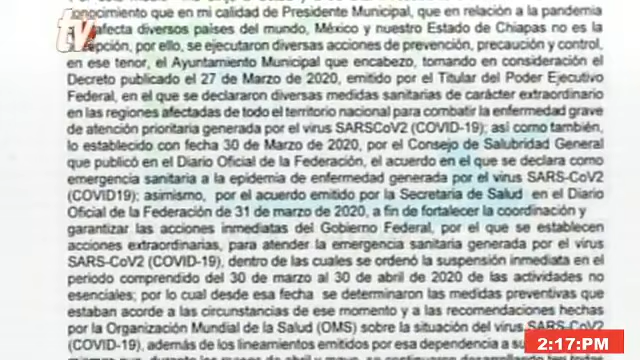 conocimiento que en mi calidad de Presidente Municipal, que en relación a la pandemia
tv afecta diversos países del mundo, México y nuestro Estado de Chiapas no es la
excepción, por ello, se ejecutaron diversas acciones de prevención, precaución y control,
en ese tenor, el Ayuntamiento Municipal que encabezo, tomando en consideración el
Decreto publicado el 27 de Marzo de 2020, emitido por el Titular del Poder Ejecutivo
Federal, en el que se declararon diversas medidas sanitarias de carácter extraordinario
en las regiones afectadas de todo el territorio nacional para combatir la enfermedad grave
de atención prioritaria generada por el virus SARSCoV2 (COVID-19); así como también,
lo establecido con fecha 30 de Marzo de 2020, por el Consejo de Salubridad General
que publicó en el Diario Oficial de la Federación, el acuerdo en el que se declara como
emergencia sanitaria a la epidemia de enfermedad generada por el virus SARS-CoV2
(COVID19); asimismo, por el acuerdo emitido por la Secretaria de Salud en el Diario
Oficial de la Federación de 31 de marzo de 2020, a fin de fortalecer la coordinación y
garantizar las acciones inmediatas del Gobierno Federal, por el que se establecen
acciones extraordinarias, para atender la emergencia sanitaria generada por el virus
SARS-CoV2 (COVID-19), dentro de las cuales se ordenó la suspensión inmediata en el
periodo comprendido del 30 de marzo al 30 de abril de 2020 de las actividades no
esenciales; por lo cual desde esa fecha se determinaron las medidas preventivas que
estaban acorde a las circunstancias de ese momento y a las recomendaciones hechas
por la Organización Mundial de la Salud (OMS) sobre la situación del virus SARS-CoV2
(COVID-19), además de los lineamientos emitidos por esa dependencia a su
2:17:PM